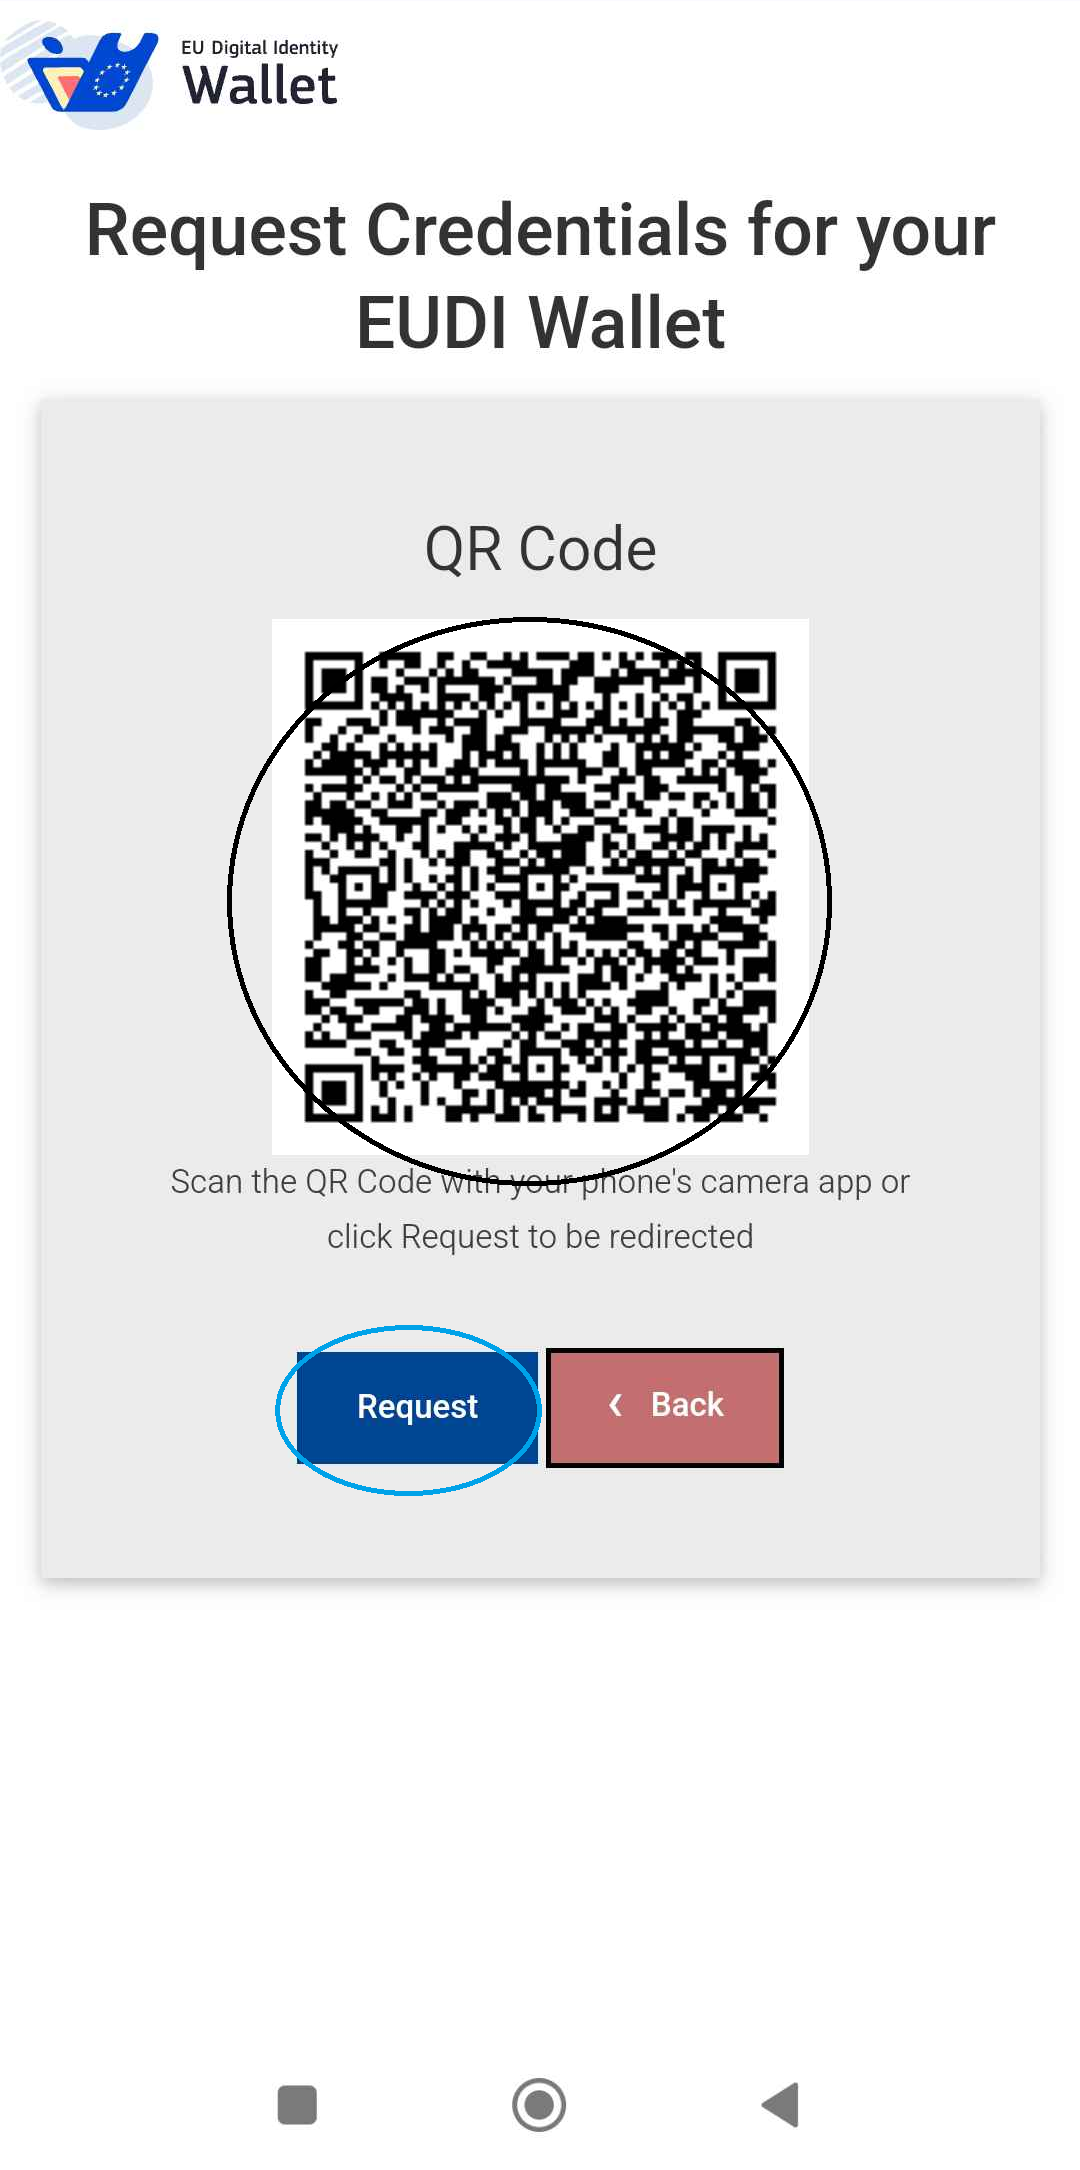 EU Digital Identity
Wallet
Request Credentials for your
EUDI Wallet
QR Code
Scan the QR Code with your phone's camera app or
click Request to be redirected
Request
‹ Back